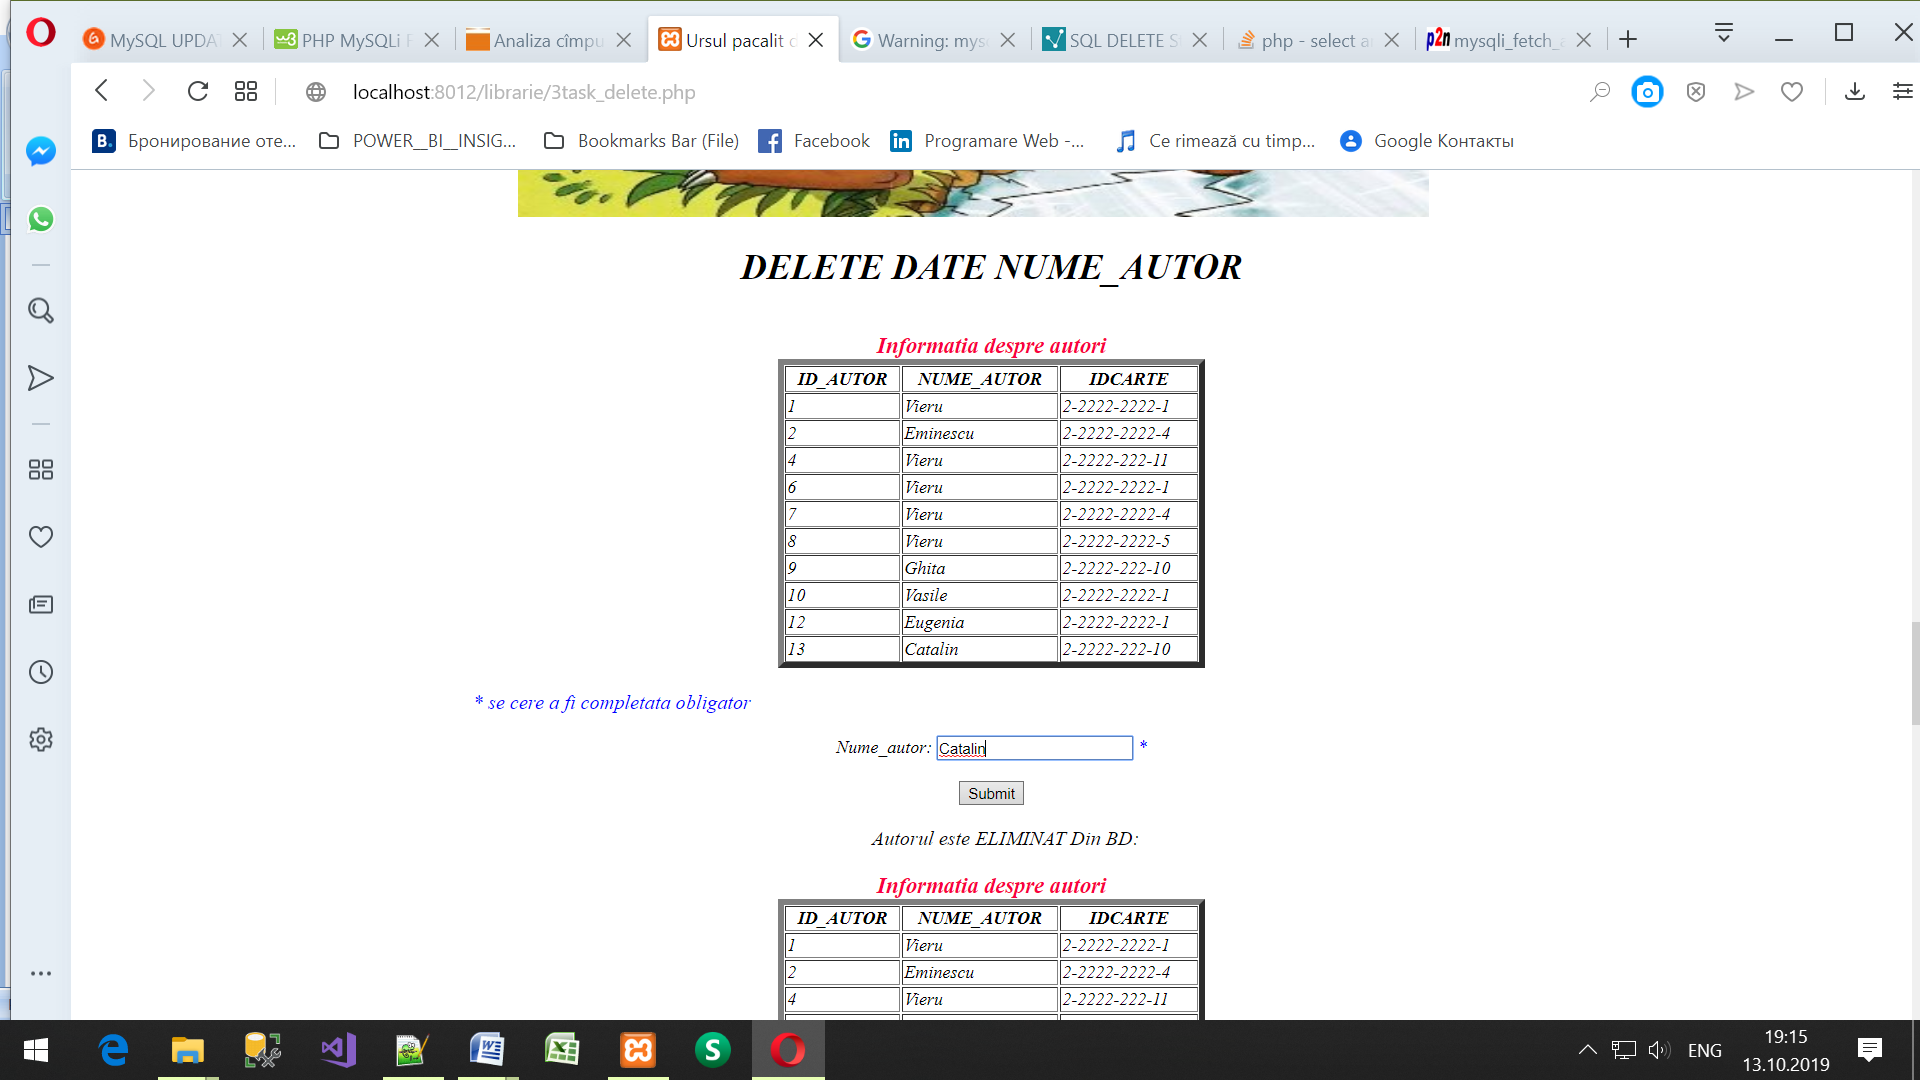 MySQL UPDA
PHP MySQLi F
Analiza cîmpu
Ursul pacalit c
Warning: mys
SQL DELETE S
php - select a
p2n mysqli_fetch_a
localhost:8012/librarie/3task_delete.php
B. Бронирование оте...
POWER__BI__INSIG...
Bookmarks Bar (File)
Facebook
in Programare Web -...
Ce rimează cu timp...
Google Контакты
DELETE DATE NUME_AUTOR
Informatia despre autori
ID_AUTOR NUME_AUTOR IDCARTE
1 Vieru 2-2222-2222-1
2 Eminescu 2-2222-2222-4
4 Vieru 2-2222-222-11
6 Vieru 2-2222-2222-1
7 Vieru 2-2222-2222-4
8 Vieru 2-2222-2222-5
9 Ghita 2-2222-222-10
10 Vasile 2-2222-2222-1
12 Eugenia 2-2222-2222-1
13 Catalin 2-2222-222-10
* se cere a fi completata obligator
Nume_autor: Catalin *
Submit
Autorul este ELIMINAT Din BD:
Informatia despre autori
ID_AUTOR NUME_AUTOR IDCARTE
1 Vieru 2-2222-2222-1
2 Eminescu 2-2222-2222-4
4 Vieru 2-2222-222-11
ENG
19:15
13.10.2019